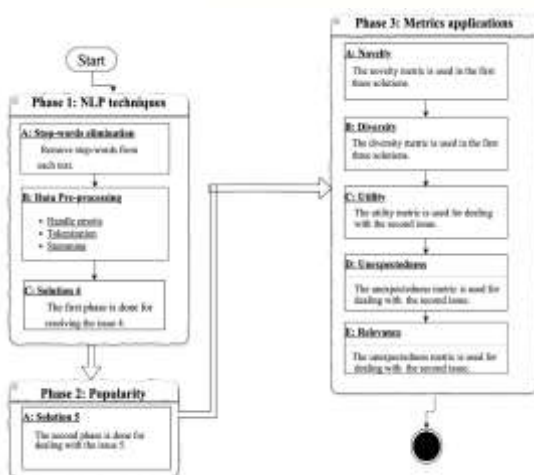 Start
Phase 1: NLP techniques
A: Stop-words elimination
Remove stop-words from
each text.
B: Data Pre-processing
Handle
Tokenization
Stemming
C: Solution 4
The first phase is done for
resolving the issue 4.
Phase 2: Popularity
A: Solution 5
The second phase is done for
dealing with the issue 5.
Phase 3: Metrics applications
A: Novelty
The novelty metric is used in the first
three solutions.
B: Diversity
The diversity metric is used in the first
three solutions.
C: Utility
The utility metric is used for dealing
with the second issue.
D: Unexpectedness
The unexpectedness metric is used for
dealing with the second issue.
E: Relevance
The unexpectedness metric is used for
dealing with the second issue.